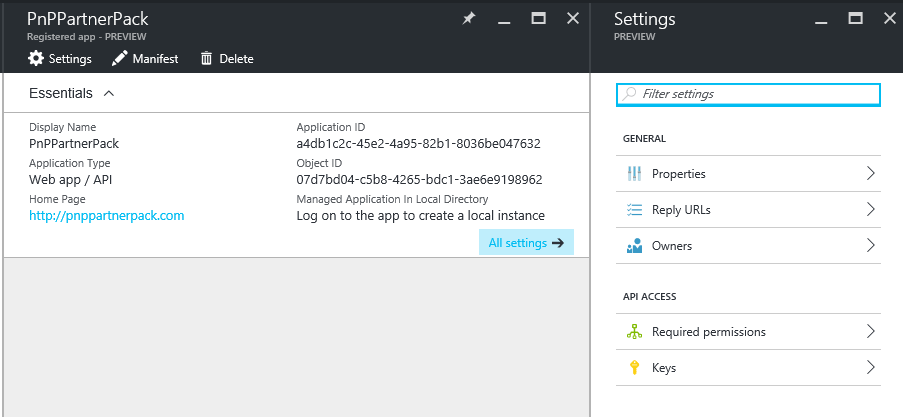 PnPPartnerPack
Registered app - PREVIEW
Settings Manifest Delete
Essentials
Display Name
PnPPartnerPack
Application Type
Web app / API
Home Page
http://pnppartnerpack.com
Application ID
a4db1c2c-45e2-4a95-82b1-8036be047632
Object ID
07d7bd04-c5b8-4265-bdc1-3ae6e9198962
Managed Application In Local Directory
Log on to the app to create a local instance
All settings
Settings
PREVIEW
Filter settings
GENERAL
Properties
Reply URLs
Owners
API ACCESS
Required permissions
Keys